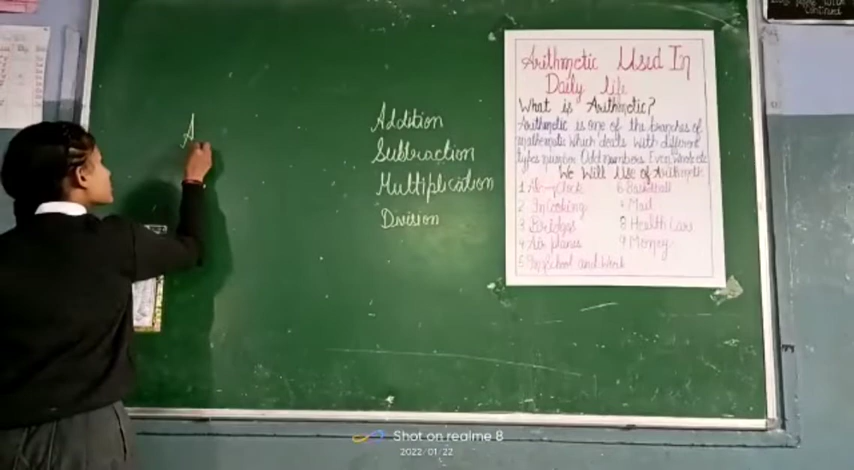 A
Addition
Subtraction
Multiplication
Division
Arithmetic Used In
Daily life
What is Arithmetic?
Arithmetic is one of the branches of
mathematic which deals with different
types number Odd numbers Even whole etc
We Will Use of Arithmetic
1 Clock
2 In Cooking
3 Bridges
4 Air planes
5 In School and Work
6 Basketball
Mail
8 Health Care
9 Money
Shot on realme 8
2022/01/22